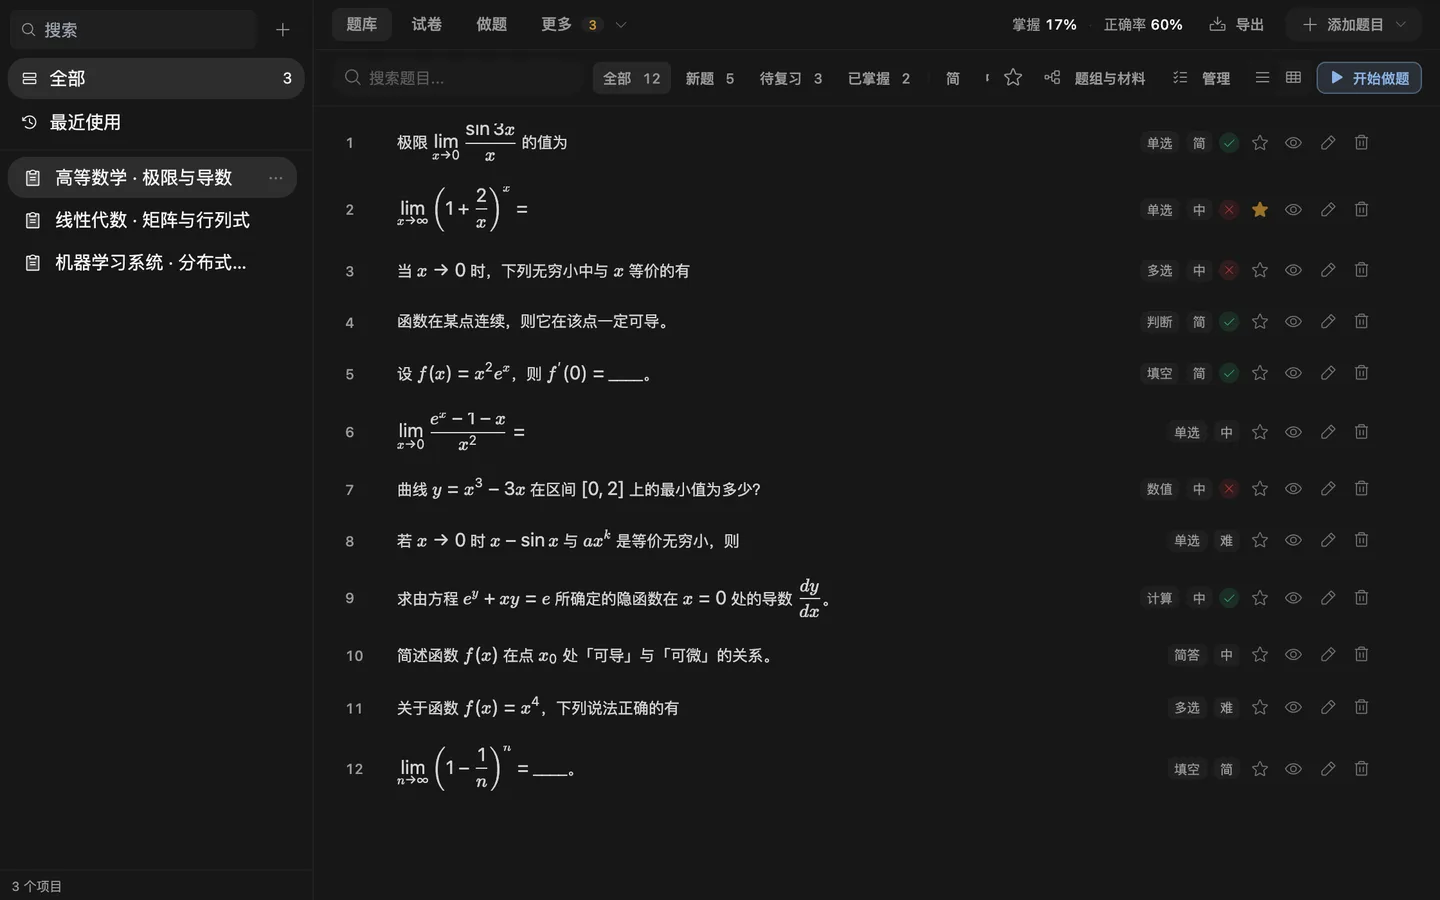 搜索
全部 3
最近使用
高等数学 · 极限与导数 ...
线性代数 · 矩阵与行列式
机器学习系统 · 分布式...
3 个项目
题库 试卷 做题 更多 3 掌握 17% · 正确率 60% 导出 添加题目
搜索题目... 全部 12 新题 5 待复习 3 已掌握 2 简 题组与材料 管理 开始做题
1 极限 lim x→0 sin 3x / x 的值为 单选 简
2 lim x→∞ (1 + 2/x)^x = 单选 中
3 当 x → 0 时，下列无穷小中与 x 等价的有 多选 中
4 函数在某点连续，则它在该点一定可导。 判断 简
5 设 f(x) = x²eˣ，则 f′(0) = ____。 填空 简
6 lim x→0 (eˣ − 1 − x) / x² = 单选 中
7 曲线 y = x³ − 3x 在区间 [0, 2] 上的最小值为多少？ 数值 中
8 若 x → 0 时 x − sin x 与 axᵏ 是等价无穷小，则 单选 难
9 求由方程 eʸ + xy = e 所确定的隐函数在 x = 0 处的导数 dy/dx。 计算 中
10 简述函数 f(x) 在点 x₀ 处「可导」与「可微」的关系。 简答 中
11 关于函数 f(x) = x⁴，下列说法正确的有 多选 难
12 lim n→∞ (1 − 1/n)^n = ____。 填空 简